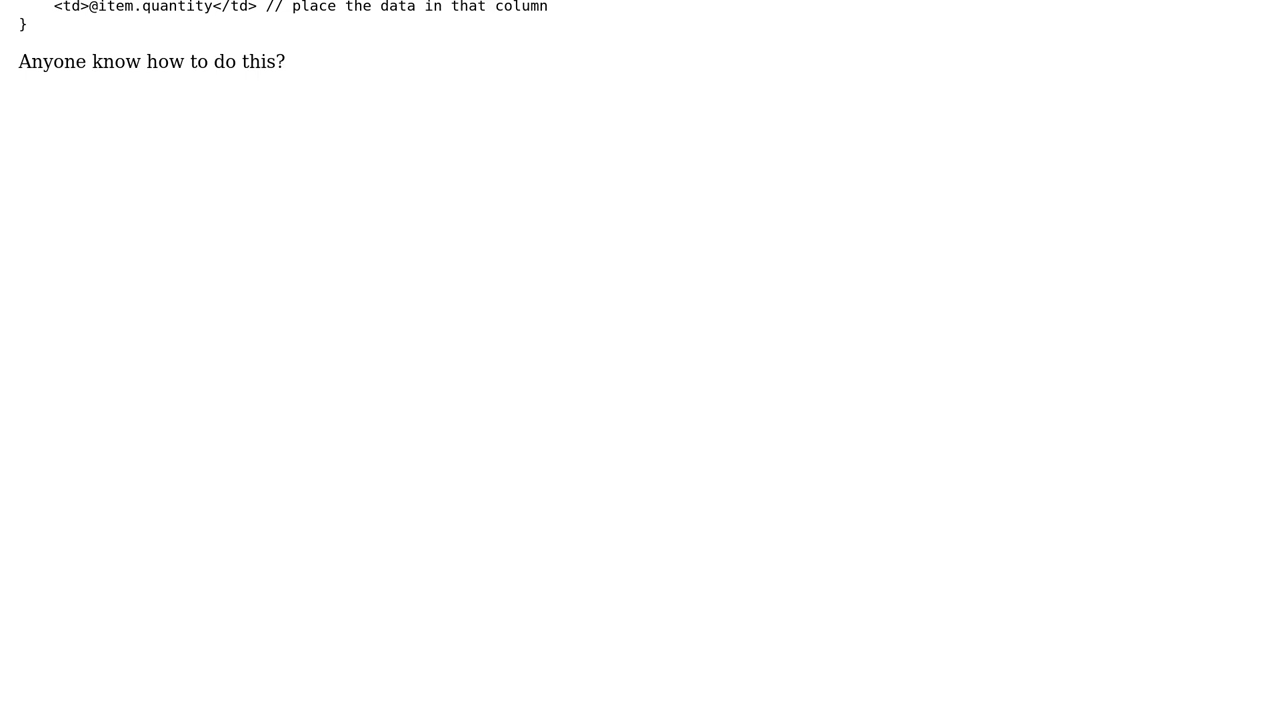 <td>@item.quantity</td> // place the data in that column
}
Anyone know how to do this?